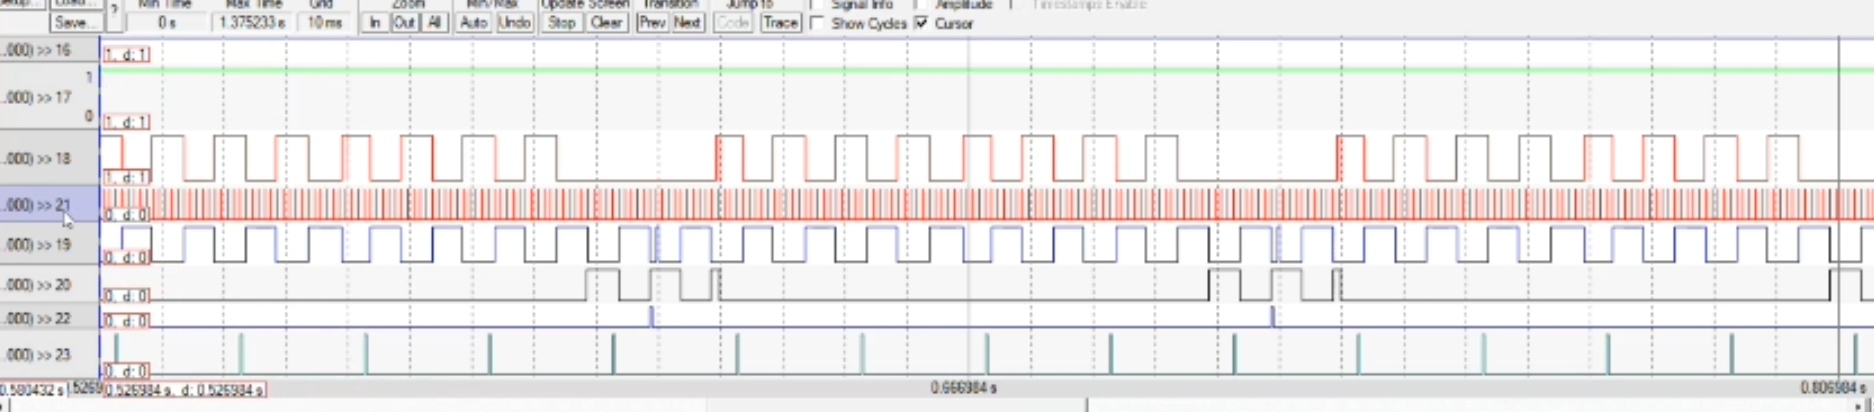 Min Time Max Time Grid Zoom Min/Max Update Screen Transition Jump to Signal Info Amplitude Timestamps Enable
Save... ? 0 s 1.375233 s 10 ms In Out All Auto Undo Stop Clear Prev Next Code Trace Show Cycles Cursor
.000) >> 16
1, d: 1
1
.000) >> 17
0
1, d: 1
.000) >> 18
1, d: 1
.000) >> 21
0, d: 0
.000) >> 19
0, d: 0
.000) >> 20
0, d: 0
.000) >> 22
0, d: 0
.000) >> 23
0, d: 0
0.580432 s .5269 0.526984 s, d: 0.526984 s 0.666984 s 0.806984 s